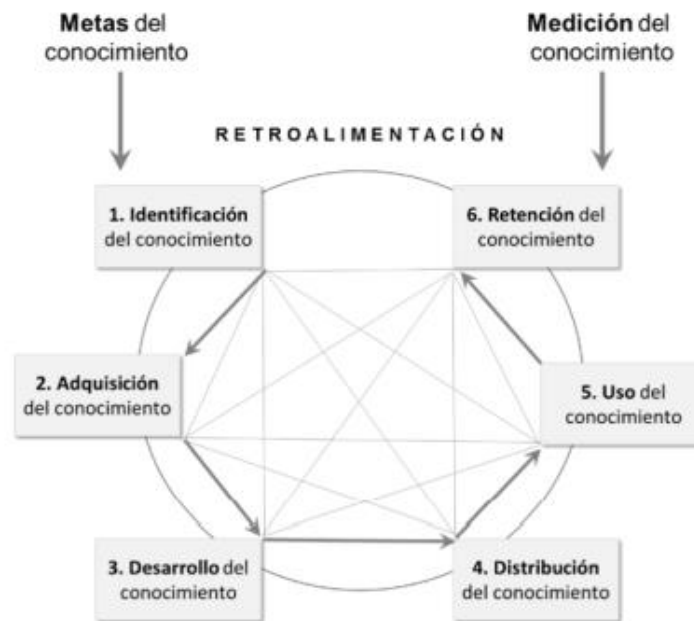 Metas del
conocimiento
Medición del
conocimiento
RETROALIMENTACIÓN
1. Identificación
del conocimiento
6. Retención del
conocimiento
2. Adquisición
del conocimiento
5. Uso del
conocimiento
3. Desarrollo del
conocimiento
4. Distribución
del conocimiento